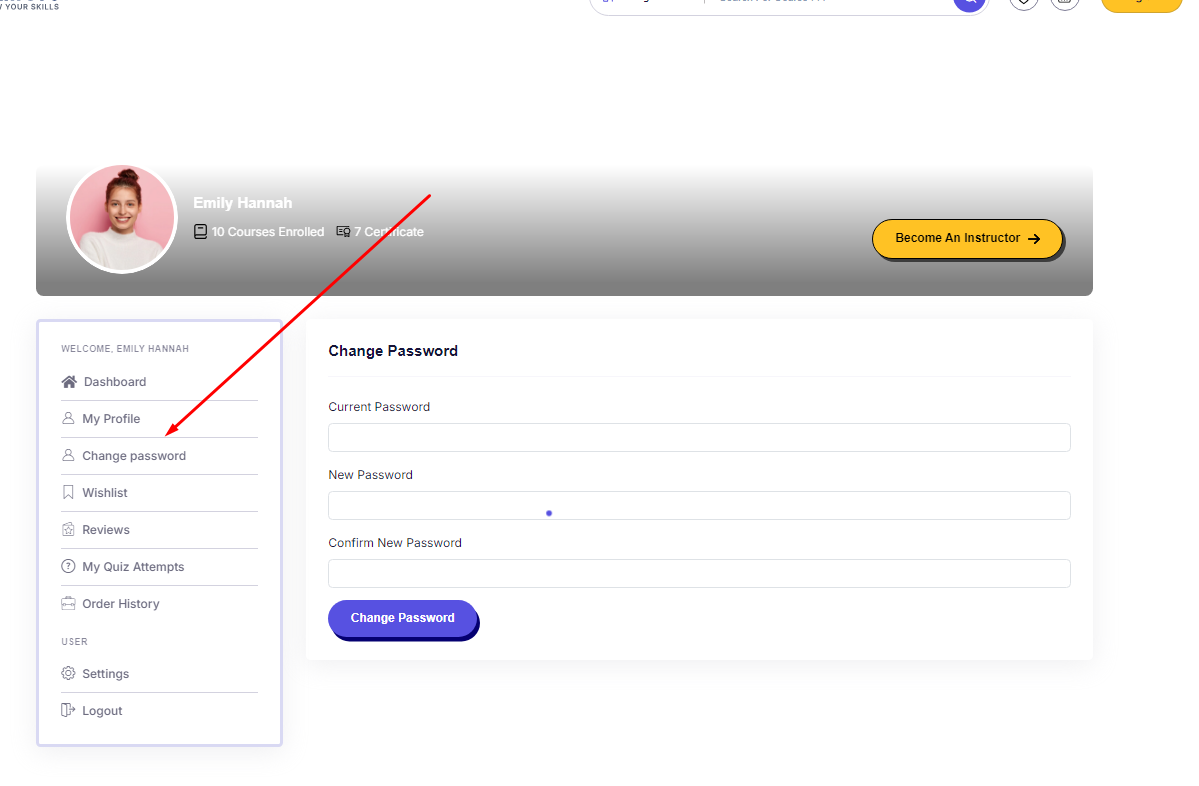 YOUR SKILLS
Emily Hannah
10 Courses Enrolled 7 Certificate
Become An Instructor
WELCOME, EMILY HANNAH
Dashboard
My Profile
Change password
Wishlist
Reviews
My Quiz Attempts
Order History
USER
Settings
Logout
Change Password
Current Password
New Password
Confirm New Password
Change Password